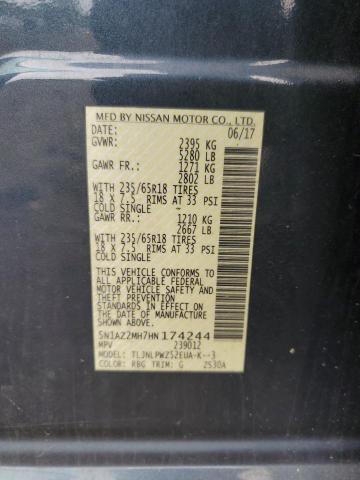 MFD BY NISSAN MOTOR CO., LTD.
DATE: 06/17
GVWR: 2395 KG
5280 LB
GAWR FR.: 1271 KG
2802 LB
WITH 235/65R18 TIRES
18 X 7.5 RIMS AT 33 PSI
COLD SINGLE -
GAWR RR.: 1210 KG
2667 LB
WITH 235/65R18 TIRES
18 X 7.5 RIMS AT 33 PSI
COLD SINGLE
THIS VEHICLE CONFORMS TO
ALL APPLICABLE FEDERAL
MOTOR VEHICLE SAFETY
STANDARDS IN EFFECT ON
THE DATE OF MANUFACTURE
SHOWN ABOVE.
5N1AZ2MH7HN174244
MPV 239012
MODEL: TLJNLPWZ52EUA-K--3
COLOR: RBG TRIM: G ZS30A